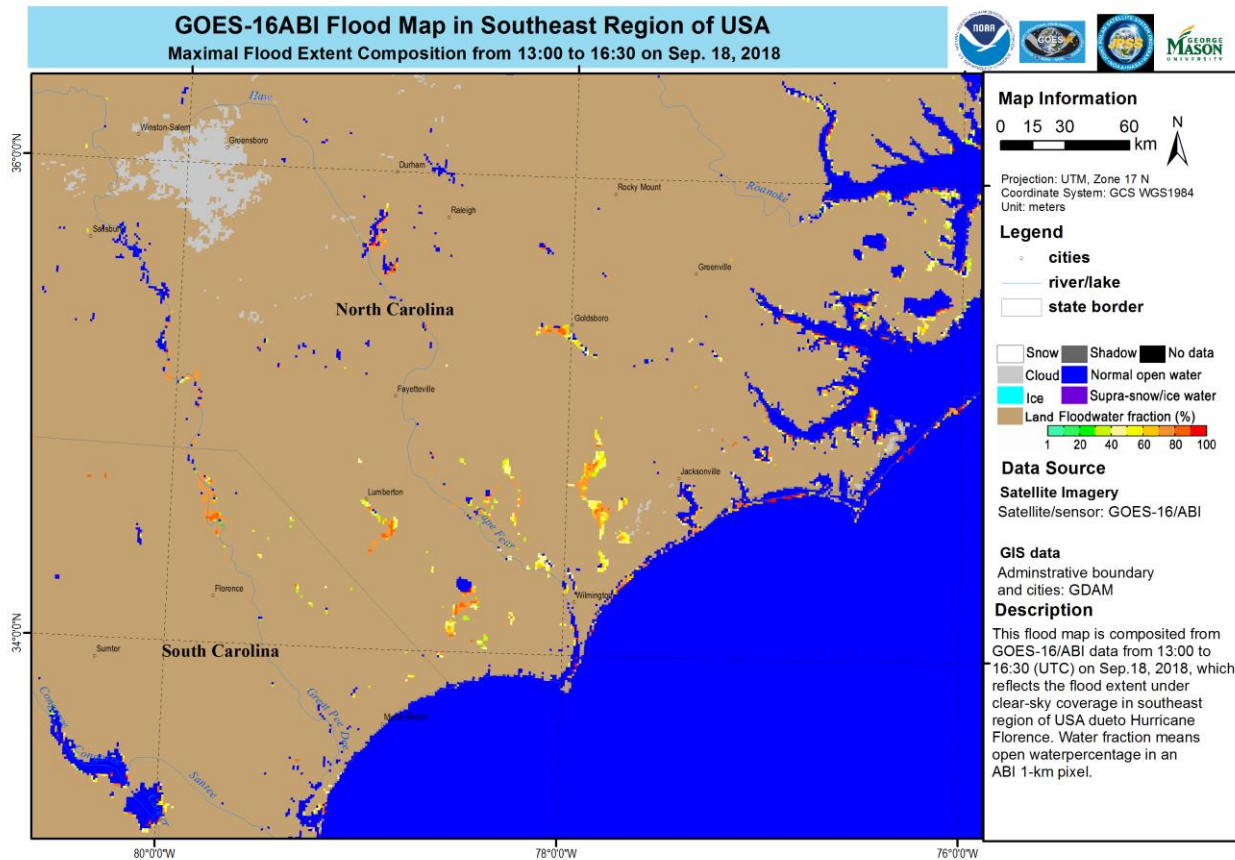 GOES-16ABI Flood Map in Southeast Region of USA
Maximal Flood Extent Composition from 13:00 to 16:30 on Sep. 18, 2018
NOAA
GOES
JPSS
GEORGE
MASON
UNIVERSITY
Map Information
0 15 30 60
km
N
Projection: UTM, Zone 17 N
Coordinate System: GCS WGS1984
Unit: meters
Legend
cities
river/lake
state border
Snow Shadow No data
Cloud Normal open water
Ice Supra-snow/ice water
Land Floodwater fraction (%)
1 20 40 60 80 100
Data Source
Satellite Imagery
Satellite/sensor: GOES-16/ABI
GIS data
Adminstrative boundary
and cities: GDAM
Description
This flood map is composited from
GOES-16/ABI data from 13:00 to
16:30 (UTC) on Sep.18, 2018, which
reflects the flood extent under
clear-sky coverage in southeast
region of USA dueto Hurricane
Florence. Water fraction means
open waterpercentage in an
ABI 1-km pixel.
36°0'0"N
34°0'0"N
80°0'0"W
78°0'0"W
76°0'0"W
Haw
Winston-Salem
Greensboro
Durham
Rocky Mount
Roanoke
Raleigh
Salisbury
Greenville
North Carolina
Goldsboro
Fayetteville
Jacksonville
Lumberton
Cape Fear
Florence
Wilmington
South Carolina
Sumter
Great Pee Dee
Myrtle Beach
Congaree
Santee